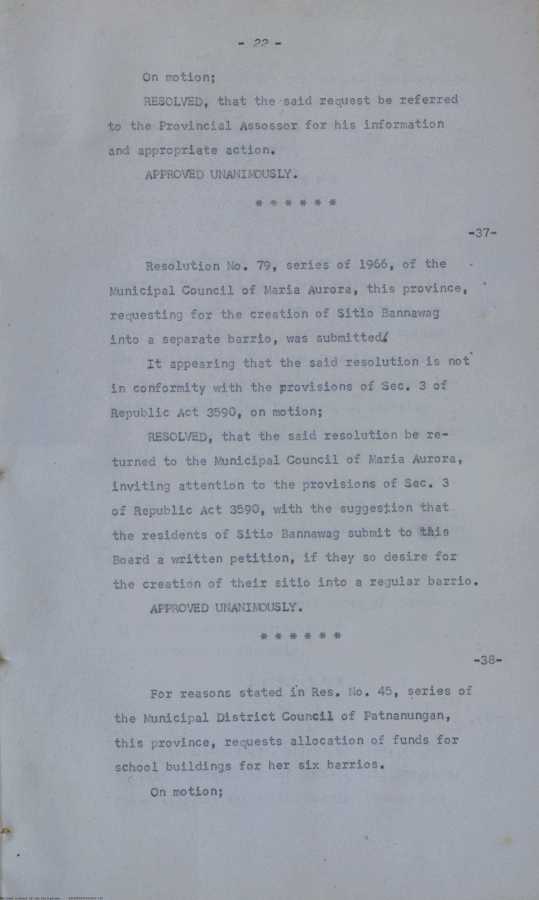 - 22 -
On motion;
RESOLVED, that the said request be referred
to the Provincial Assessor for his information
and appropriate action.
APPROVED UNANIMOUSLY.
* * * * * *
-37-
Resolution No. 79, series of 1966, of the
Municipal Council of Maria Aurora, this province,
requesting for the creation of Sitio Bannawag
into a separate barrio, was submitted.
It appearing that the said resolution is not
in conformity with the provisions of Sec. 3 of
Republic Act 3590, on motion;
RESOLVED, that the said resolution be re-
turned to the Municipal Council of Maria Aurora,
inviting attention to the provisions of Sec. 3
of Republic Act 3590, with the suggestion that
the residents of Sitio Bannawag submit to this
Board a written petition, if they so desire for
the creation of their sitio into a regular barrio.
APPROVED UNANIMOUSLY.
* * * * * *
-38-
For reasons stated in Res. No. 45, series of
the Municipal District Council of Patnanungan,
this province, requests allocation of funds for
school buildings for her six barrios.
On motion;